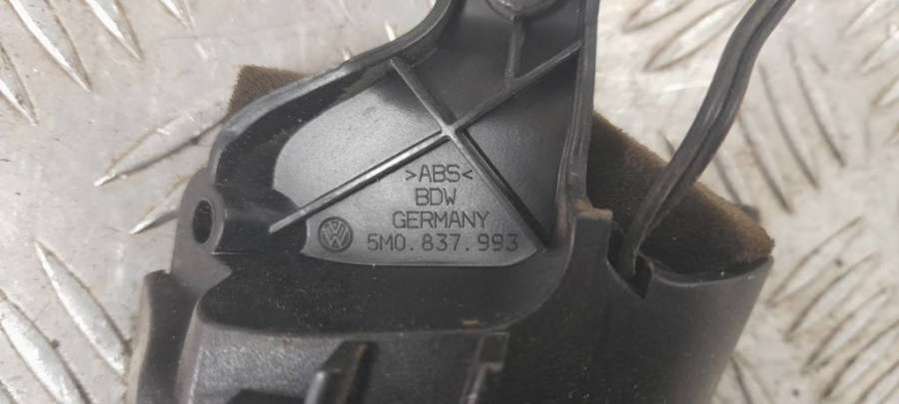 >ABS<
BDW
GERMANY
5M0.837.993